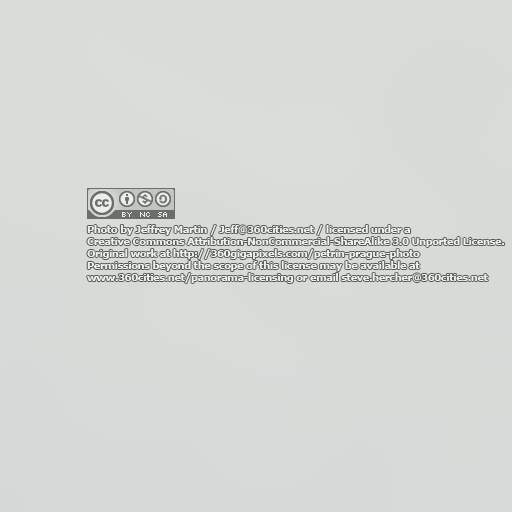 cc
BY NC SA
Photo by Jeffrey Martin / Jeff@360cities.net / licensed under a
Creative Commons Attribution-NonCommercial-ShareAlike 3.0 Unported License.
Original work at http://360gigapixels.com/petrin-prague-photo
Permissions beyond the scope of this license may be available at
www.360cities.net/panorama-licensing or email steve.hercher@360cities.net